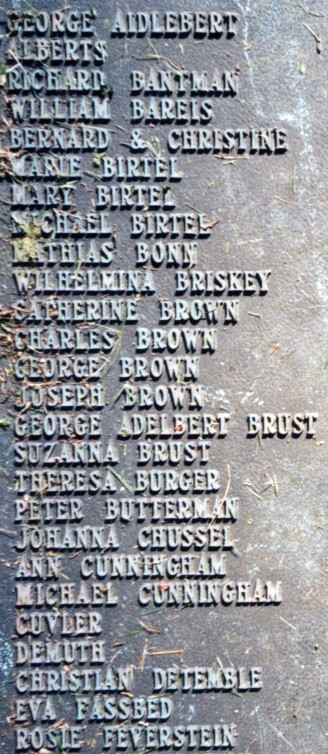 GEORGE AIDLEBERT
ALBERTS
RICHARD BANTMAN
WILLIAM BAREIS
BERNARD & CHRISTINE
MARIE BIRTEL
MARY BIRTEL
MICHAEL BIRTEL
MATHIAS BONN
WILHELMINA BRISKEY
CATHERINE BROWN
CHARLES BROWN
GEORGE BROWN
JOSEPH BROWN
GEORGE ADELBERT BRUST
SUZANNA BRUST
THERESA BURGER
PETER BUTTERMAN
JOHANNA CHUSSEL
ANN CUNNINGHAM
MICHAEL CUNNINGHAM
CUVLER
DEMUTH
CHRISTIAN DETEMBLE
EVA FASSBED
ROSIE FEVERSTEIN